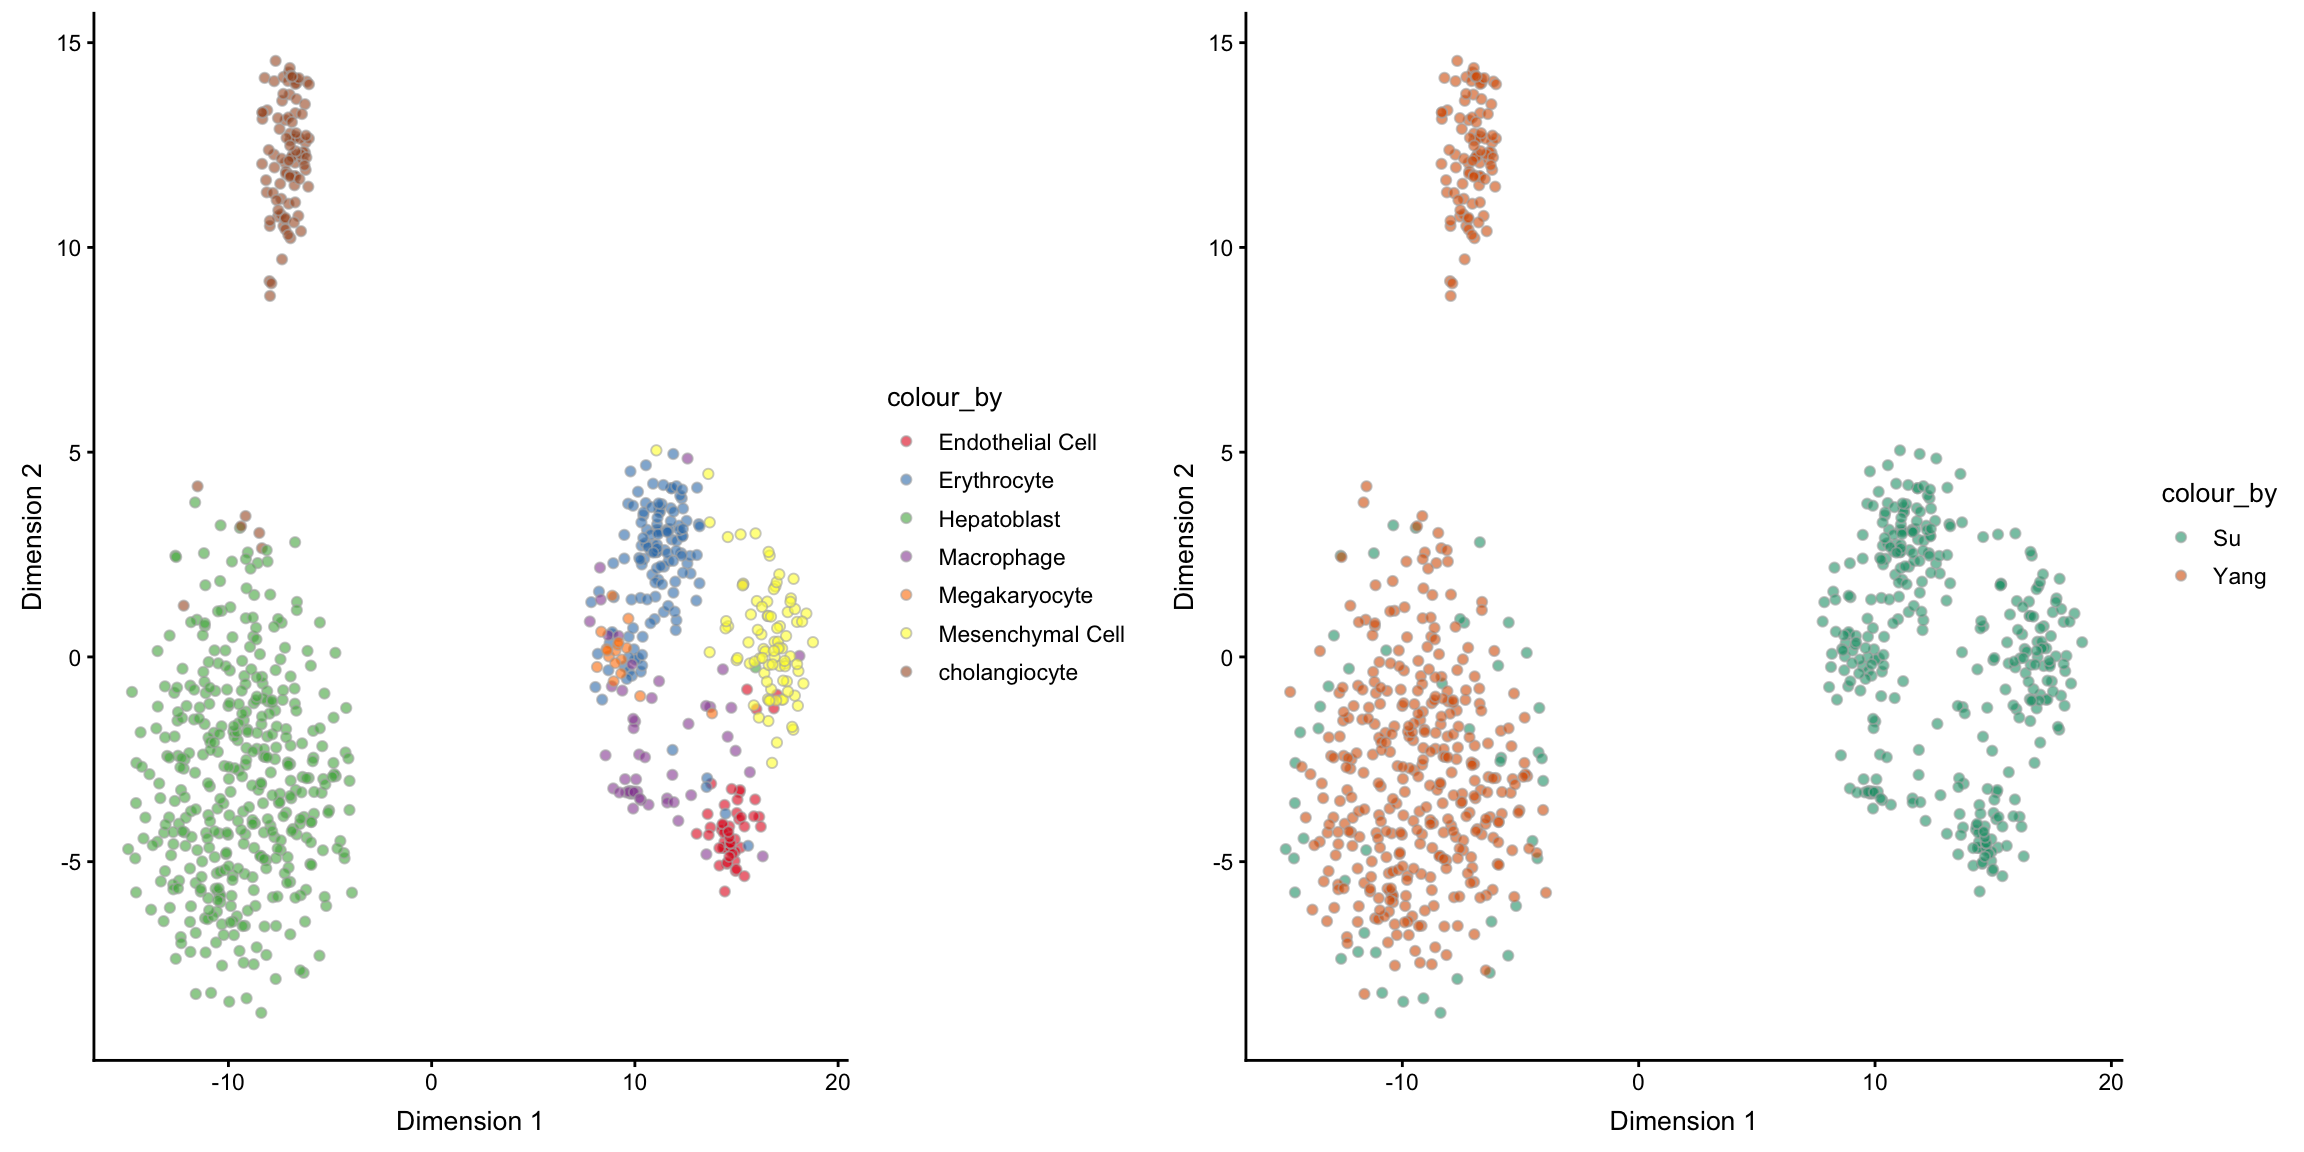 15
10
5
0
-5
Dimension 2
-10
0
10
20
Dimension 1
colour_by
Endothelial Cell
Erythrocyte
Hepatoblast
Macrophage
Megakaryocyte
Mesenchymal Cell
cholangiocyte
15
10
5
0
-5
Dimension 2
-10
0
10
20
Dimension 1
colour_by
Su
Yang